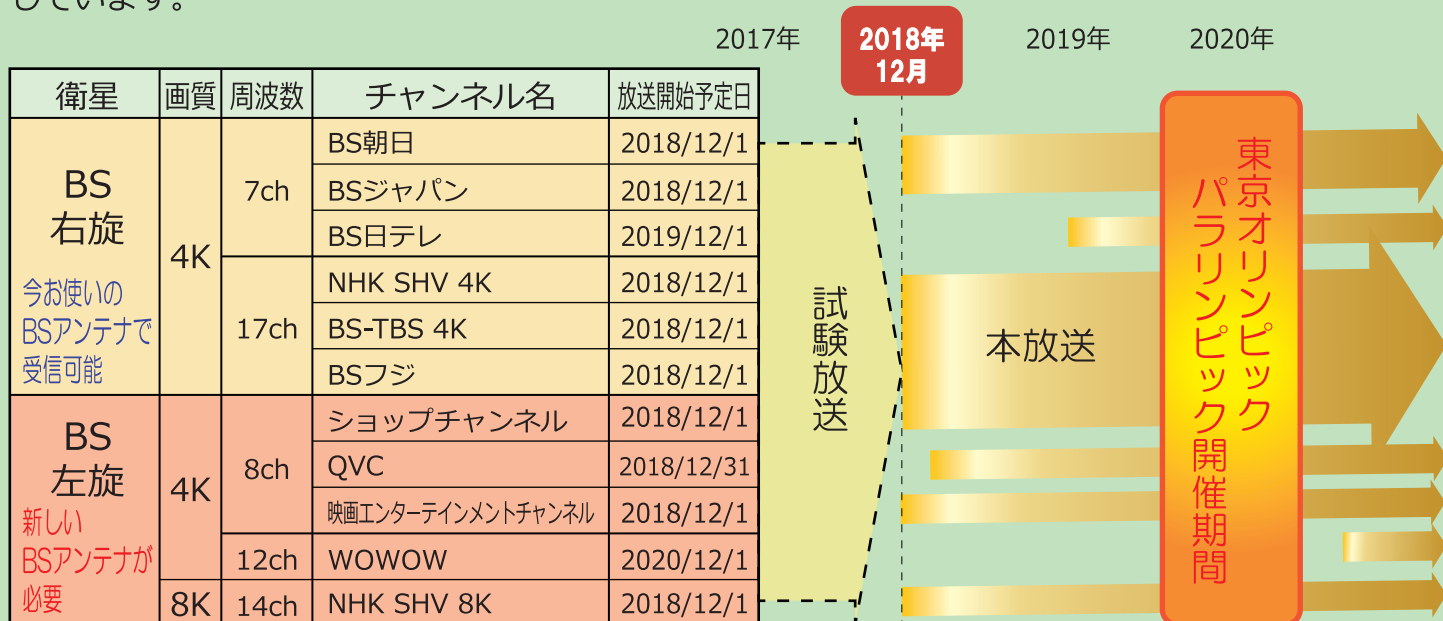 しています。
2017年
2018年
12月
2019年
2020年
衛星 画質 周波数 チャンネル名 放送開始予定日
BS
右旋
今お使いの
BSアンテナで
受信可能
4K
7ch
BS朝日 2018/12/1
BSジャパン 2018/12/1
BS日テレ 2019/12/1
17ch
NHK SHV 4K 2018/12/1
BS-TBS 4K 2018/12/1
BSフジ 2018/12/1
BS
左旋
新しい
BSアンテナが
必要
4K
8ch
ショップチャンネル 2018/12/1
QVC 2018/12/31
映画エンターテインメントチャンネル 2018/12/1
12ch WOWOW 2020/12/1
8K 14ch NHK SHV 8K 2018/12/1
試験放送
本放送
東京オリンピック
パラリンピック開催期間